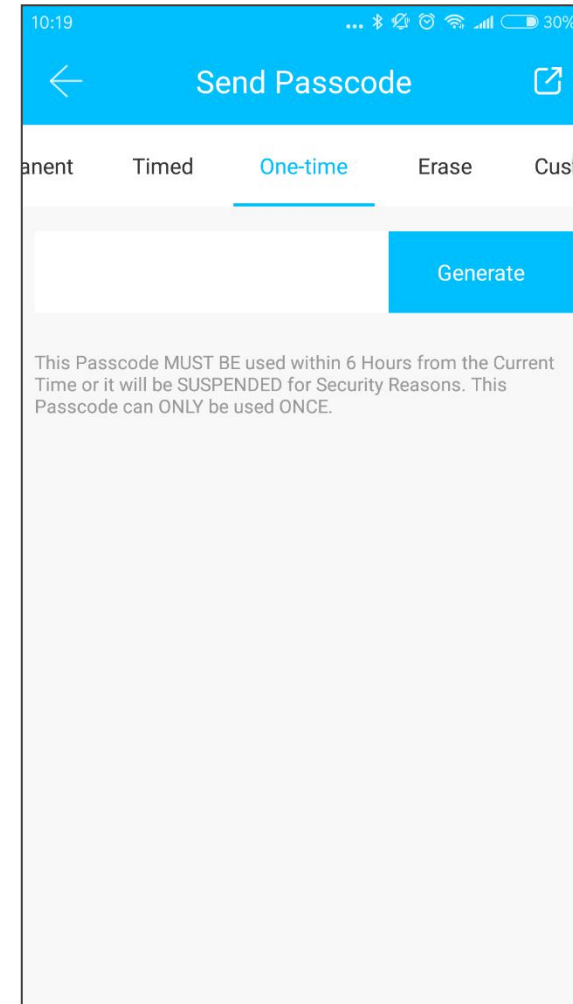 10:19 ... 30%
Send Passcode
anent Timed One-time Erase Cus
Generate
This Passcode MUST BE used within 6 Hours from the Current
Time or it will be SUSPENDED for Security Reasons. This
Passcode can ONLY be used ONCE.